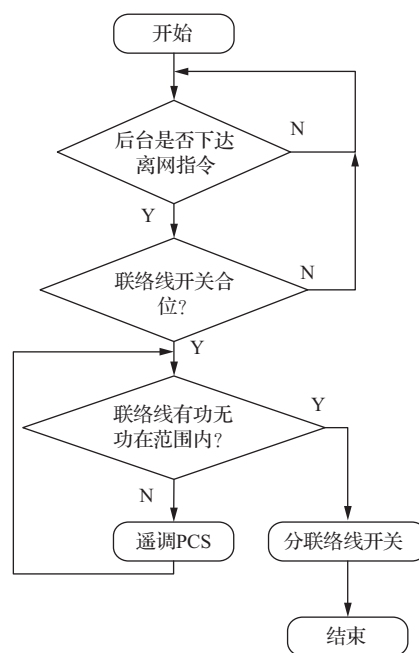 开始
N
后台是否下达
离网指令
Y
联络线开关合
位?
N
Y
联络线有功无
功在范围内?
Y
N
遥调PCS
分联络线开关
结束